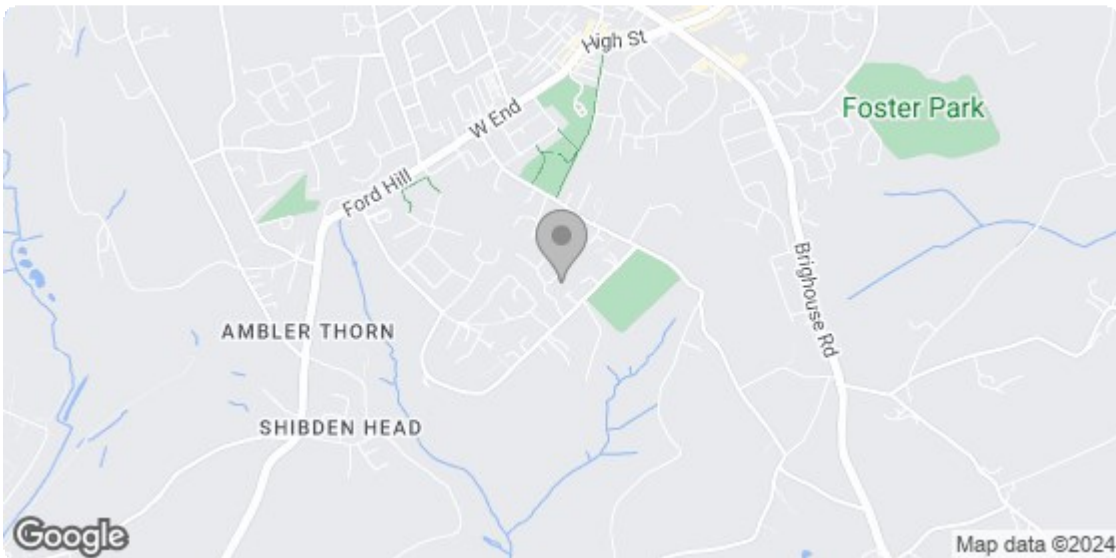 High St
Foster Park
W End
Ford Hill
Brighouse Rd
AMBLER THORN
SHIBDEN HEAD
Google
Map data ©2024